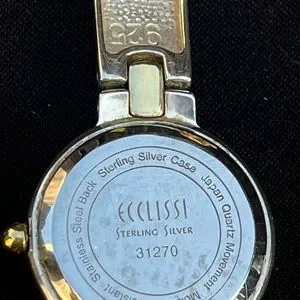 925
ECCLISSI
STERLING SILVER
31270
Stainless Steel Back Sterling Silver Case Japan Quartz Movement